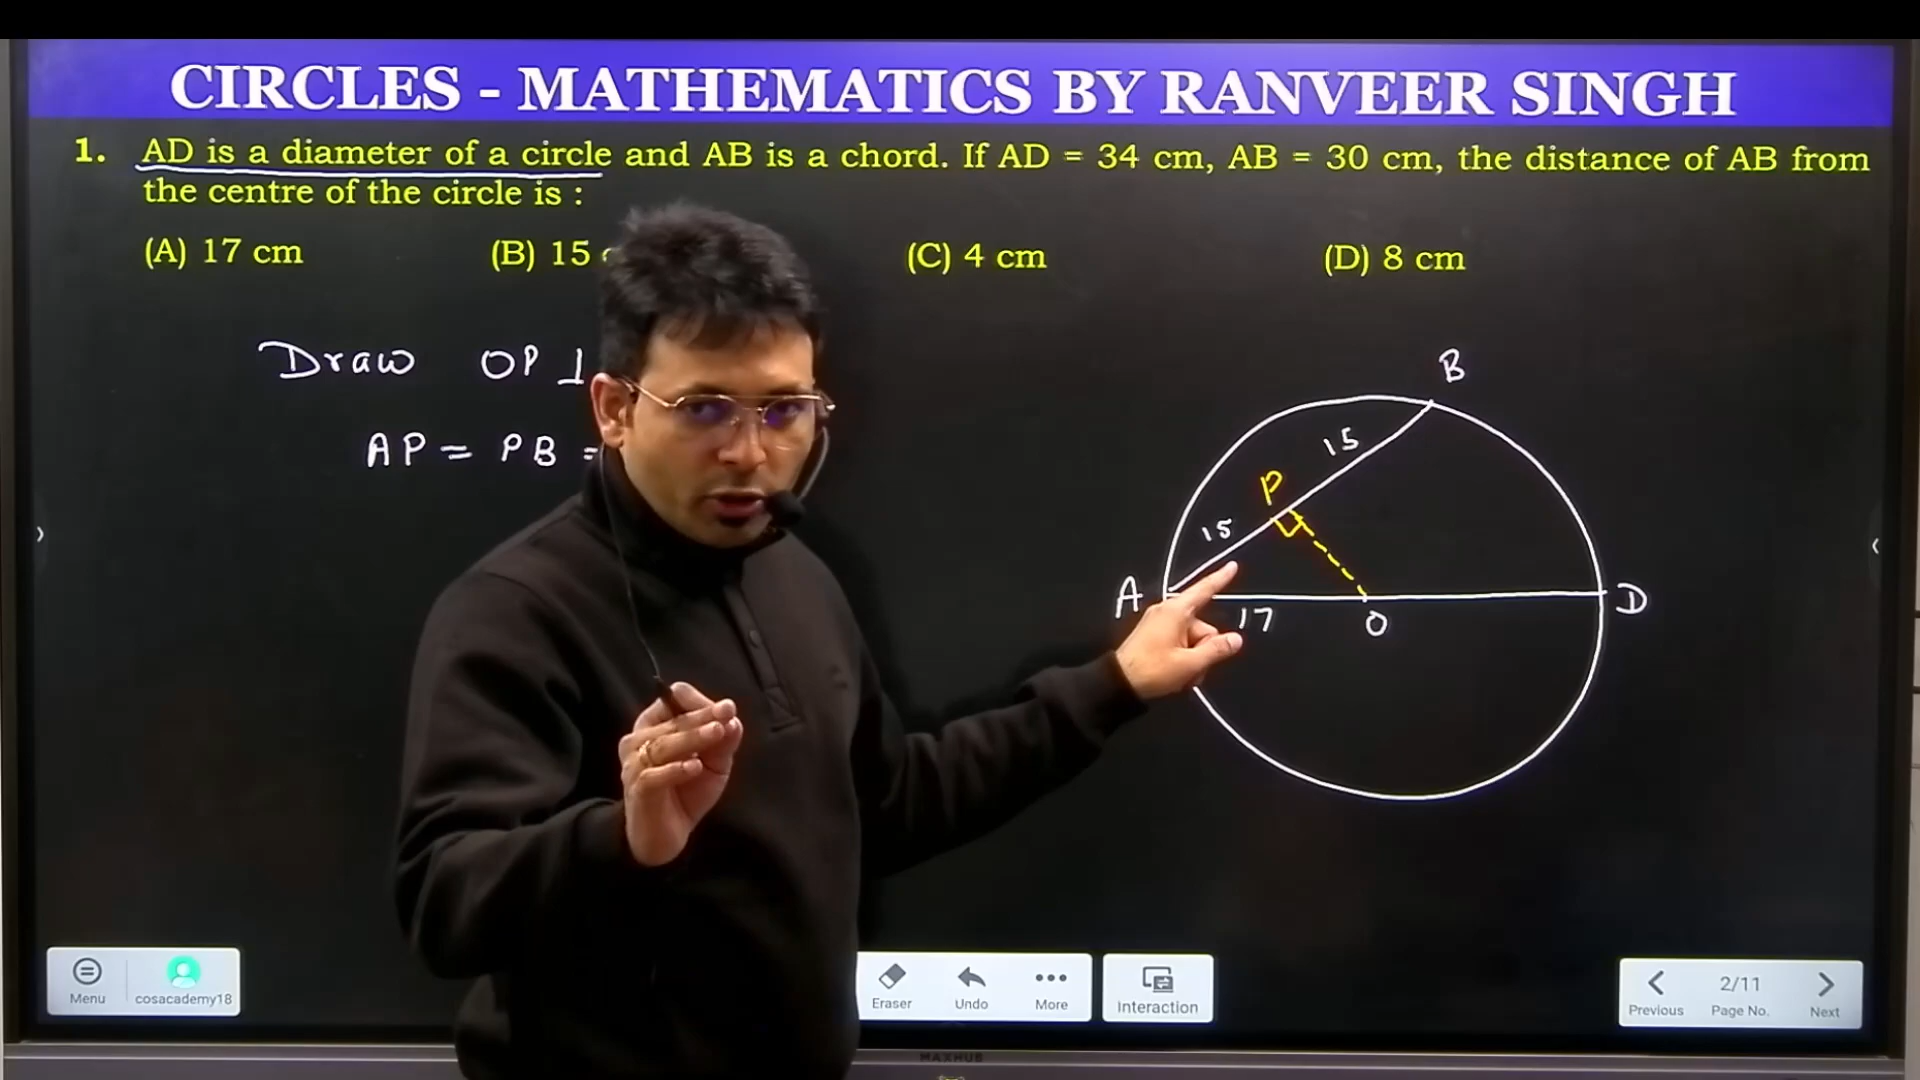 CIRCLES - MATHEMATICS BY RANVEER SINGH
1. AD is a diameter of a circle and AB is a chord. If AD = 34 cm, AB = 30 cm, the distance of AB from
the centre of the circle is :
(A) 17 cm (B) 15 (C) 4 cm (D) 8 cm
Draw OP ⊥
AP = PB =
B
15
P
15
A
17
O
D
Menu
cosacademy18
Eraser
Undo
More
Interaction
Previous
2/11
Page No.
Next
MAXHUB